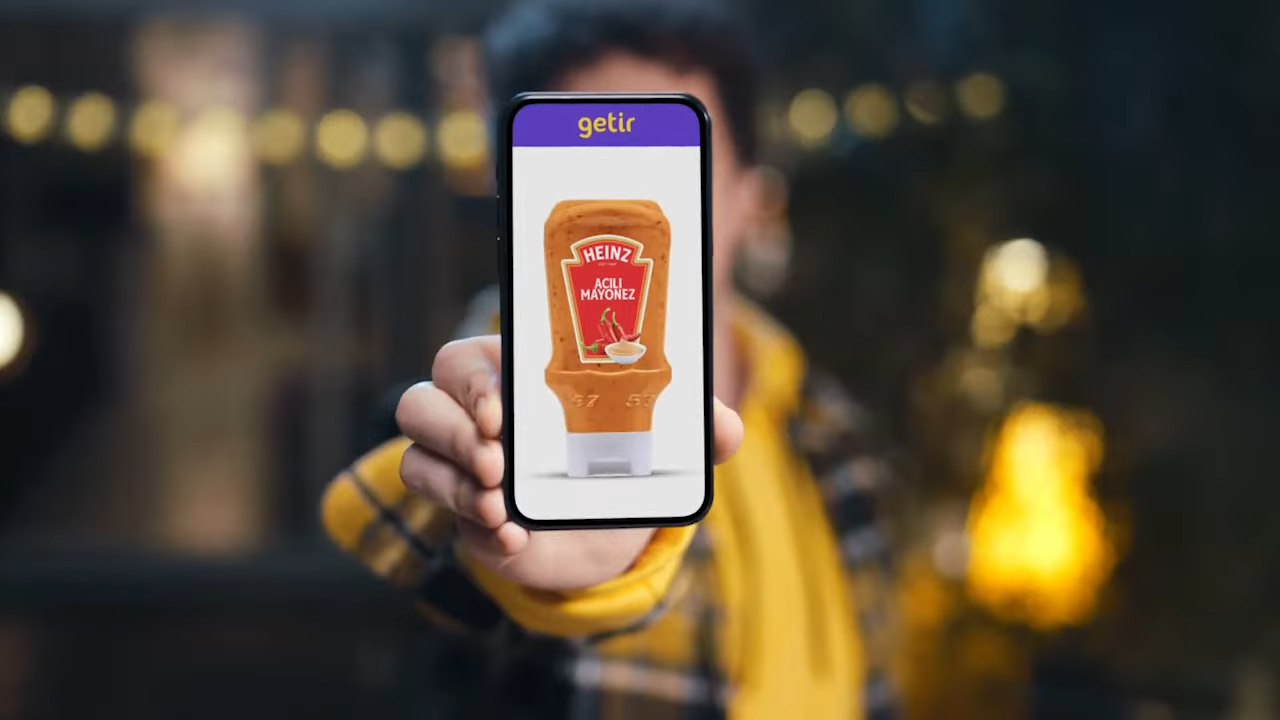 getir
HEINZ
ACILI
MAYONEZ
57 57